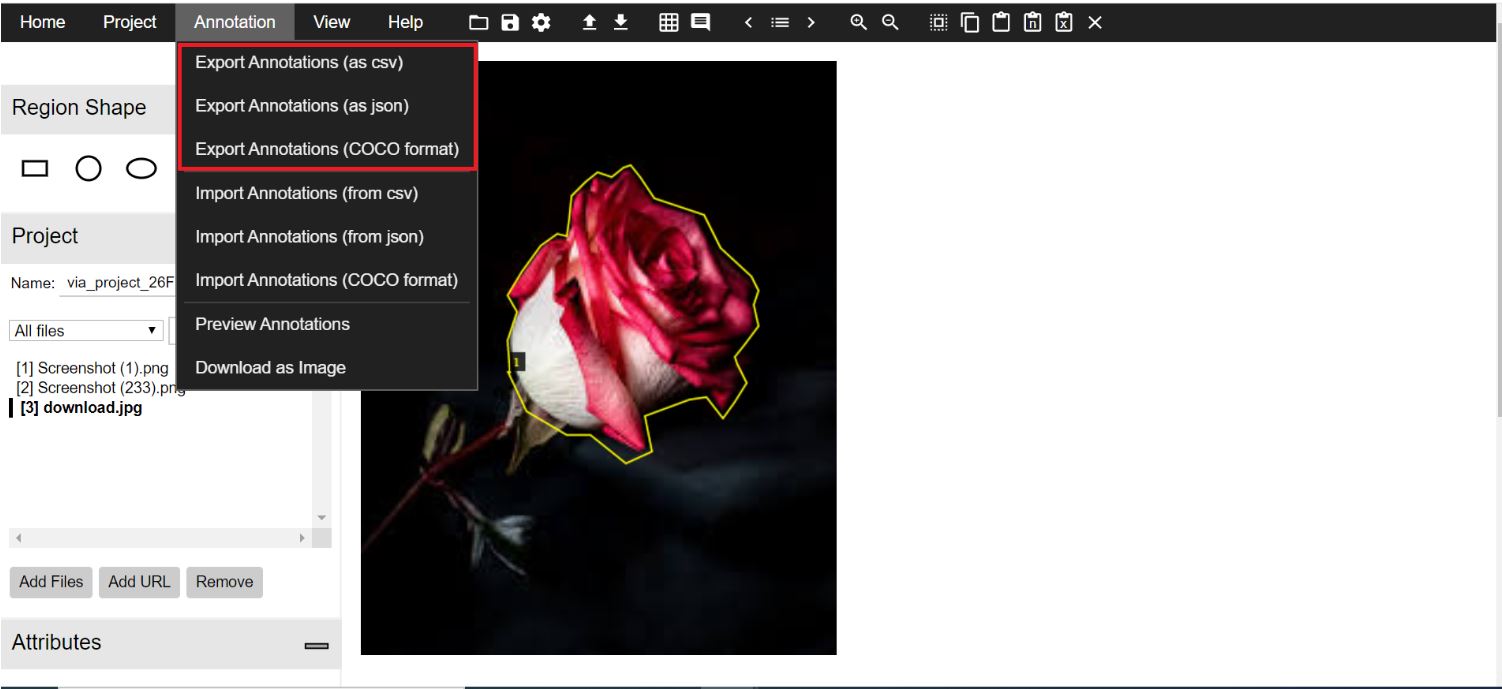 Home Project Annotation View Help
Export Annotations (as csv)
Export Annotations (as json)
Export Annotations (COCO format)
Import Annotations (from csv)
Import Annotations (from json)
Import Annotations (COCO format)
Preview Annotations
Download as Image
Region Shape
Project
Name: via_project_26F
All files
[1] Screenshot (1).png
[2] Screenshot (233).png
[3] download.jpg
Add Files Add URL Remove
Attributes
1